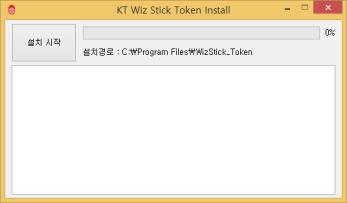 KT Wiz Stick Token Install
설치 시작
0%
설치경로 : C:\Program Files\WizStick_Token